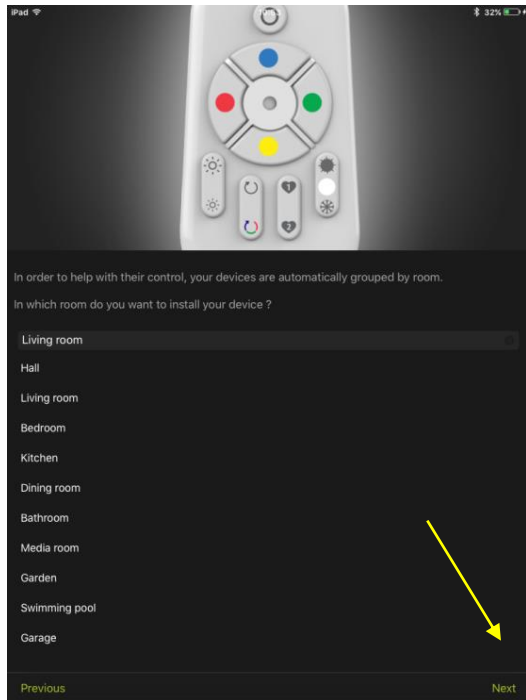 iPad
32%
1
2
In order to help with their control, your devices are automatically grouped by room.
In which room do you want to install your device ?
Living room
Hall
Living room
Bedroom
Kitchen
Dining room
Bathroom
Media room
Garden
Swimming pool
Garage
Previous
Next